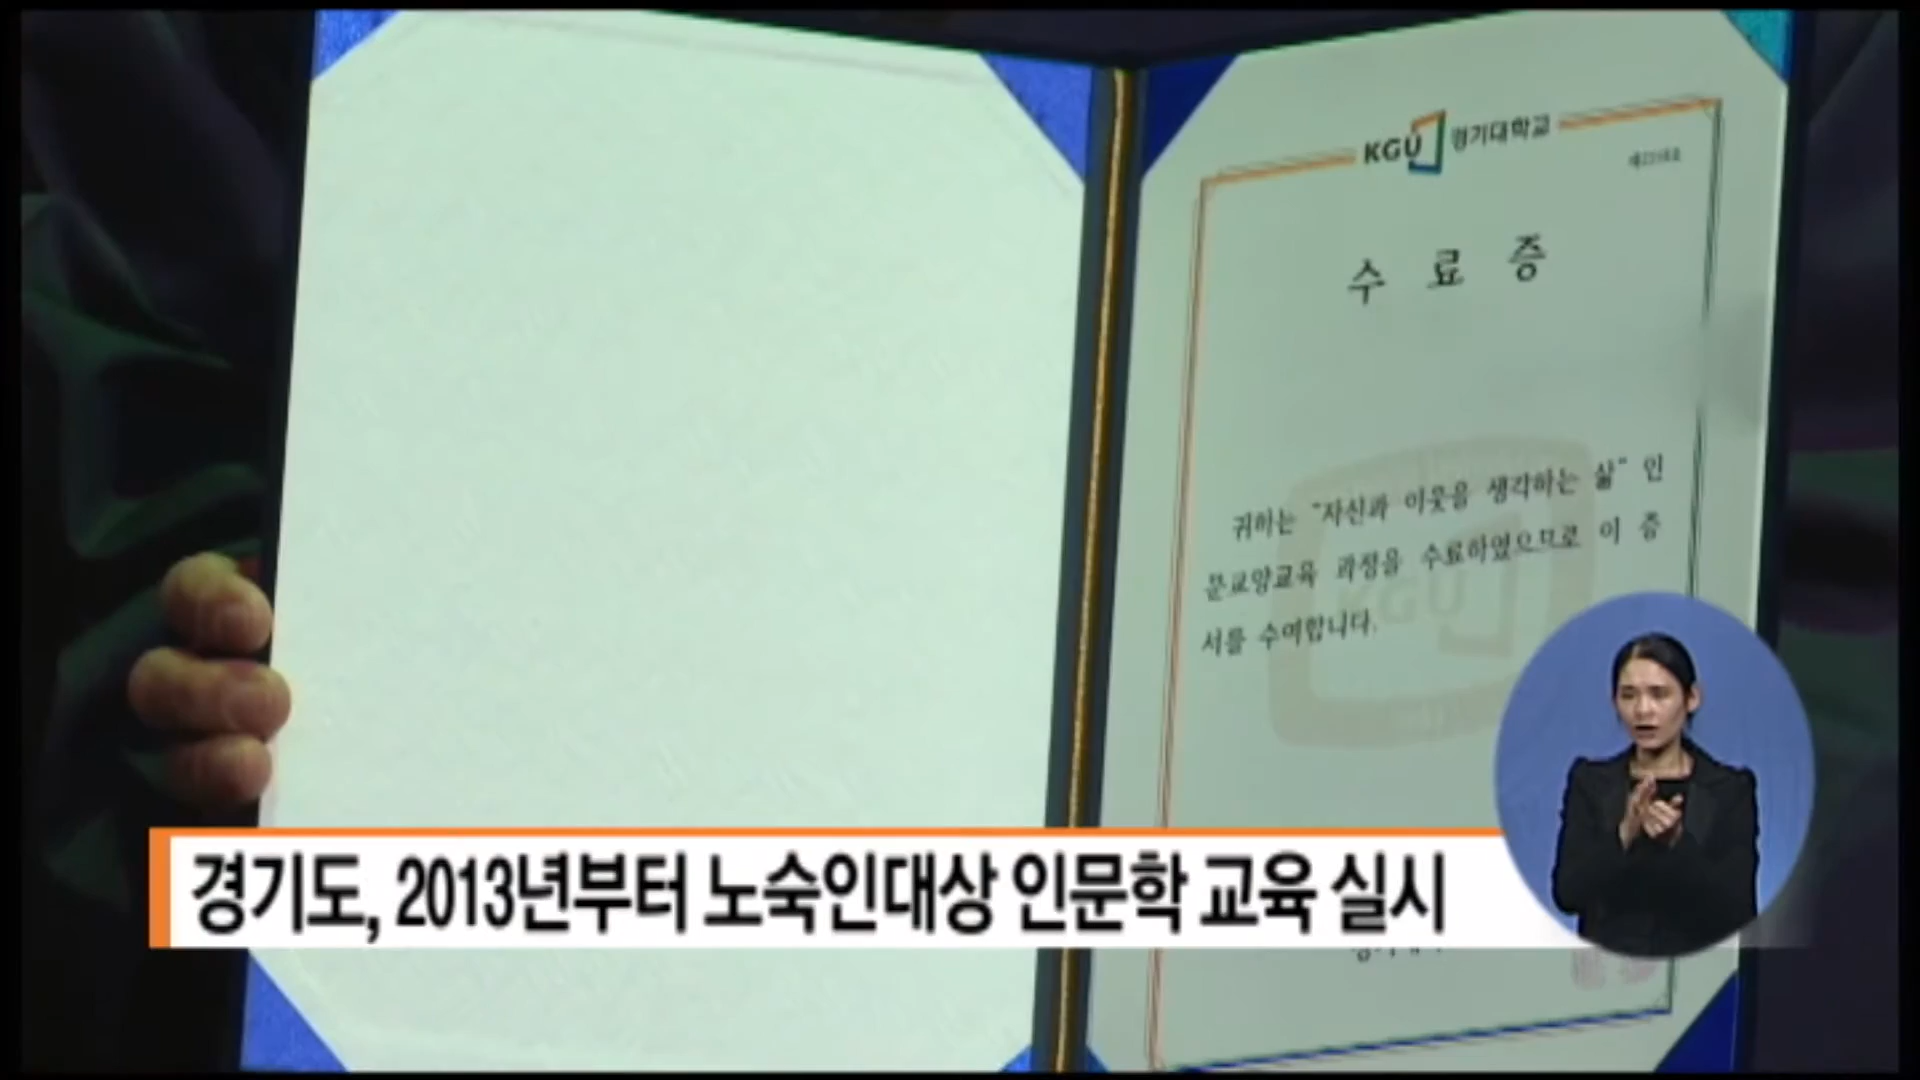 KGU 경기대학교
수 료 증
귀하는 "자신과 이웃을 생각하는 삶" 인
문교양교육 과정을 수료하였으므로 이 증
서를 수여합니다.
경기도, 2013년부터 노숙인대상 인문학 교육 실시